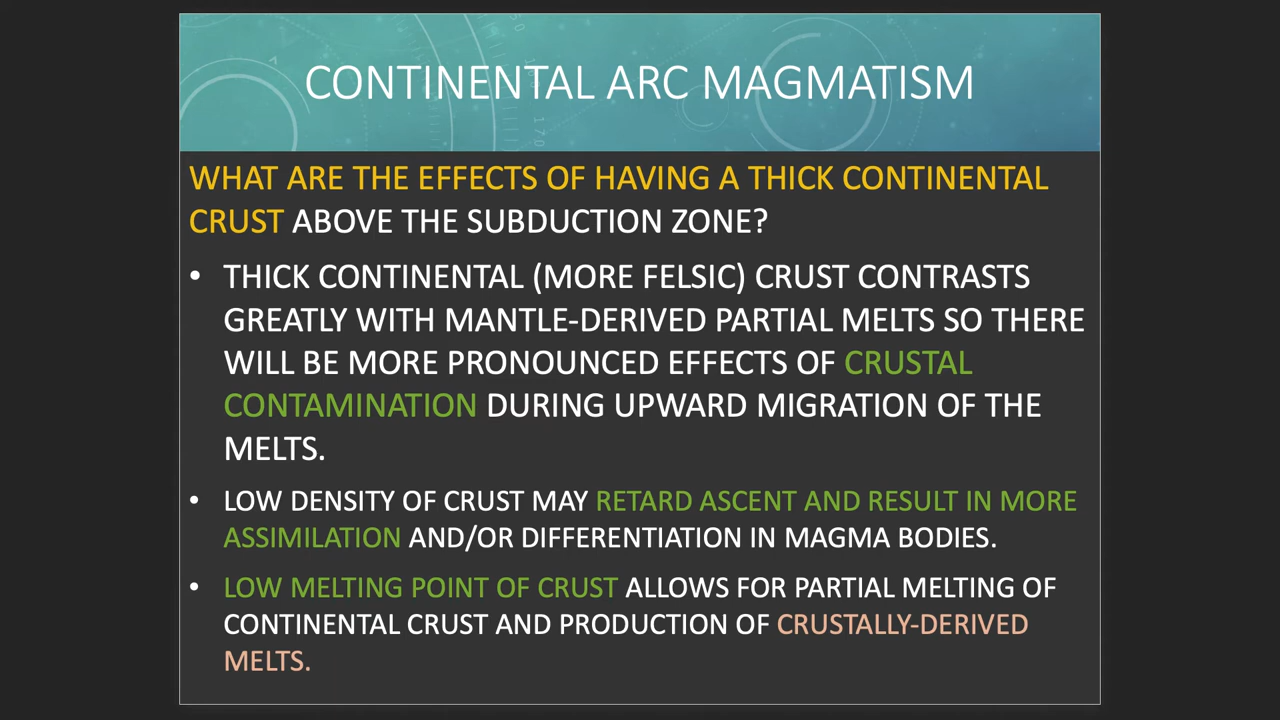 CONTINENTAL ARC MAGMATISM
WHAT ARE THE EFFECTS OF HAVING A THICK CONTINENTAL
CRUST ABOVE THE SUBDUCTION ZONE?
• THICK CONTINENTAL (MORE FELSIC) CRUST CONTRASTS
GREATLY WITH MANTLE-DERIVED PARTIAL MELTS SO THERE
WILL BE MORE PRONOUNCED EFFECTS OF CRUSTAL
CONTAMINATION DURING UPWARD MIGRATION OF THE
MELTS.
• LOW DENSITY OF CRUST MAY RETARD ASCENT AND RESULT IN MORE
ASSIMILATION AND/OR DIFFERENTIATION IN MAGMA BODIES.
• LOW MELTING POINT OF CRUST ALLOWS FOR PARTIAL MELTING OF
CONTINENTAL CRUST AND PRODUCTION OF CRUSTALLY-DERIVED
MELTS.